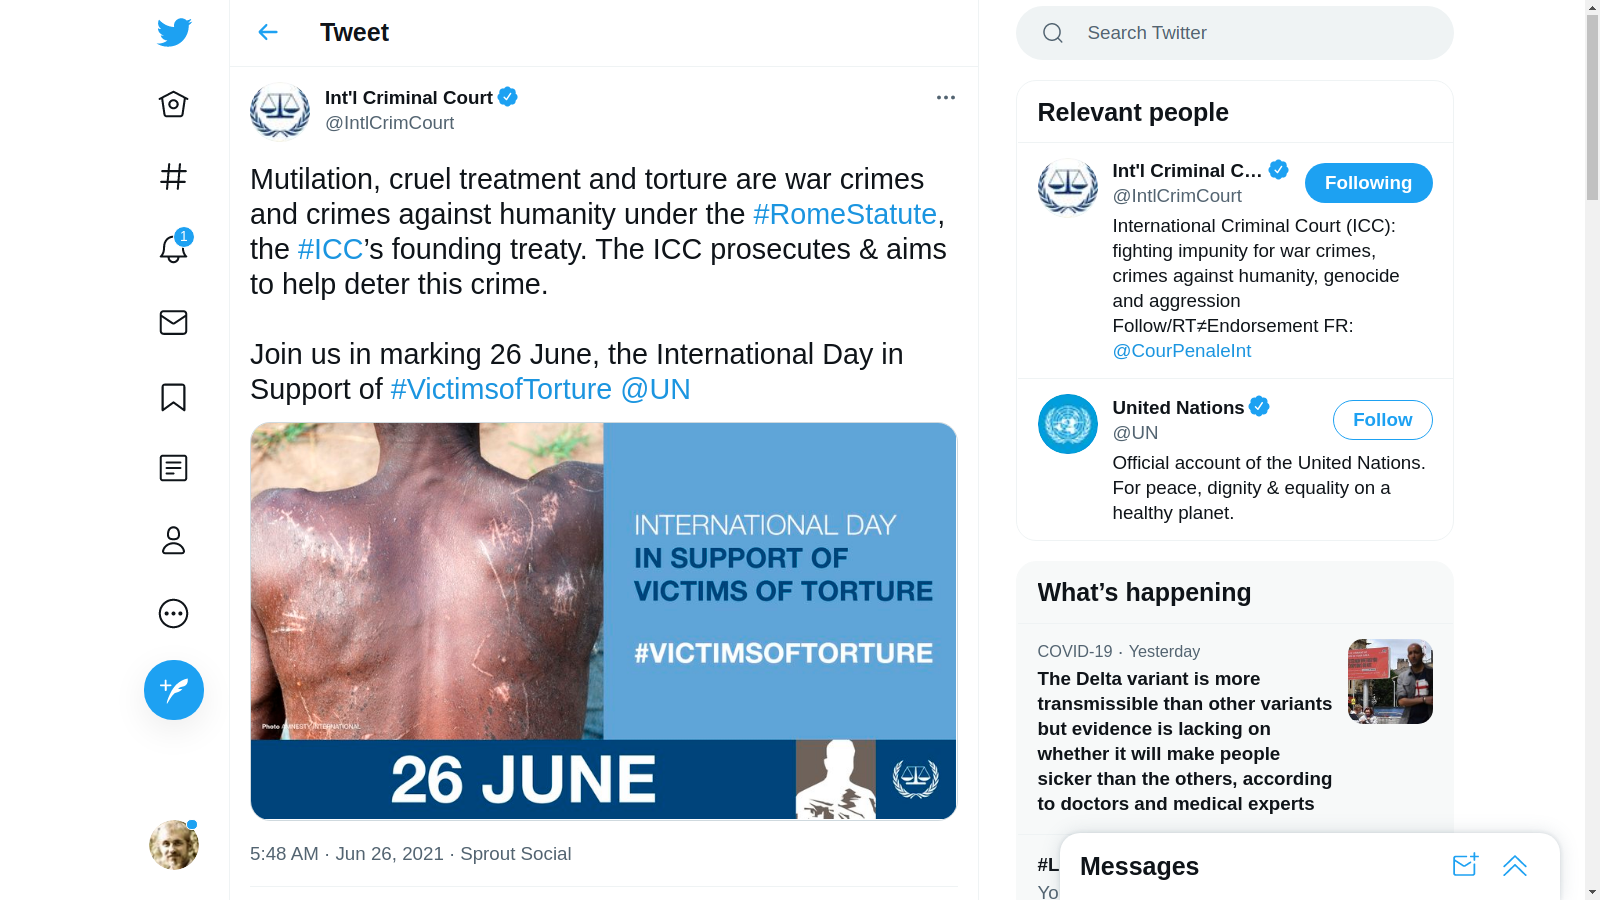 Tweet
Int'l Criminal Court
@IntlCrimCourt
Mutilation, cruel treatment and torture are war crimes
and crimes against humanity under the #RomeStatute,
the #ICC’s founding treaty. The ICC prosecutes & aims
to help deter this crime.
Join us in marking 26 June, the International Day in
Support of #VictimsofTorture @UN
INTERNATIONAL DAY
IN SUPPORT OF
VICTIMS OF TORTURE
#VICTIMSOFTORTURE
Photo AMNESTY INTERNATIONAL
26 JUNE
5:48 AM · Jun 26, 2021 · Sprout Social
1
Search Twitter
Relevant people
Int'l Criminal C...
@IntlCrimCourt
Following
International Criminal Court (ICC):
fighting impunity for war crimes,
crimes against humanity, genocide
and aggression
Follow/RT≠Endorsement FR:
@CourPenaleInt
United Nations
@UN
Follow
Official account of the United Nations.
For peace, dignity & equality on a
healthy planet.
What’s happening
COVID-19 · Yesterday
The Delta variant is more
transmissible than other variants
but evidence is lacking on
whether it will make people
sicker than the others, according
to doctors and medical experts
#L
Yo
Messages